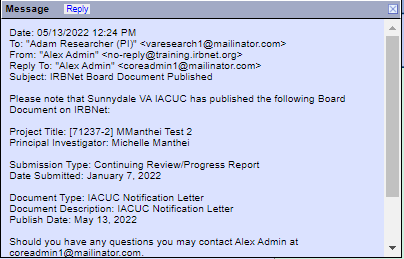 Message Reply
Date: 05/13/2022 12:24 PM
To: "Adam Researcher (PI)" <varesearch1@mailinator.com>
From: "Alex Admin" <no-reply@training.irbnet.org>
Reply To: "Alex Admin" <coreadmin1@mailinator.com>
Subject: IRBNet Board Document Published
Please note that Sunnydale VA IACUC has published the following Board
Document on IRBNet:
Project Title: [71237-2] MManthei Test 2
Principal Investigator: Michelle Manthei
Submission Type: Continuing Review/Progress Report
Date Submitted: January 7, 2022
Document Type: IACUC Notification Letter
Document Description: IACUC Notification Letter
Publish Date: May 13, 2022
Should you have any questions you may contact Alex Admin at
coreadmin1@mailinator.com.